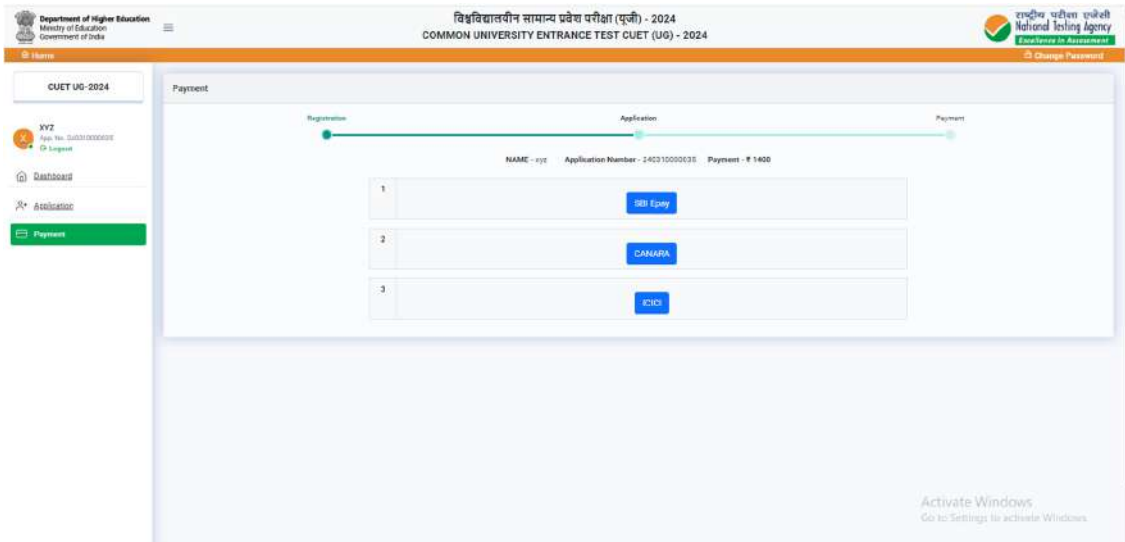 Department of Higher Education
Ministry of Education
Government of India
विश्वविद्यालयीन सामान्य प्रवेश परीक्षा (यूजी) - 2024
COMMON UNIVERSITY ENTRANCE TEST CUET (UG) - 2024
राष्ट्रीय परीक्षा एजेंसी
National Testing Agency
Excellence in Assessment
Home
Change Password
CUET UG-2024
XYZ
App. No.
Logout
Dashboard
Application
Payment
Payment
Registration
Application
Payment
NAME - xyz Application Number - Payment - ₹ 1400
1
SBI Epay
2
CANARA
3
ICICI
Activate Windows
Go to Settings to activate Windows.